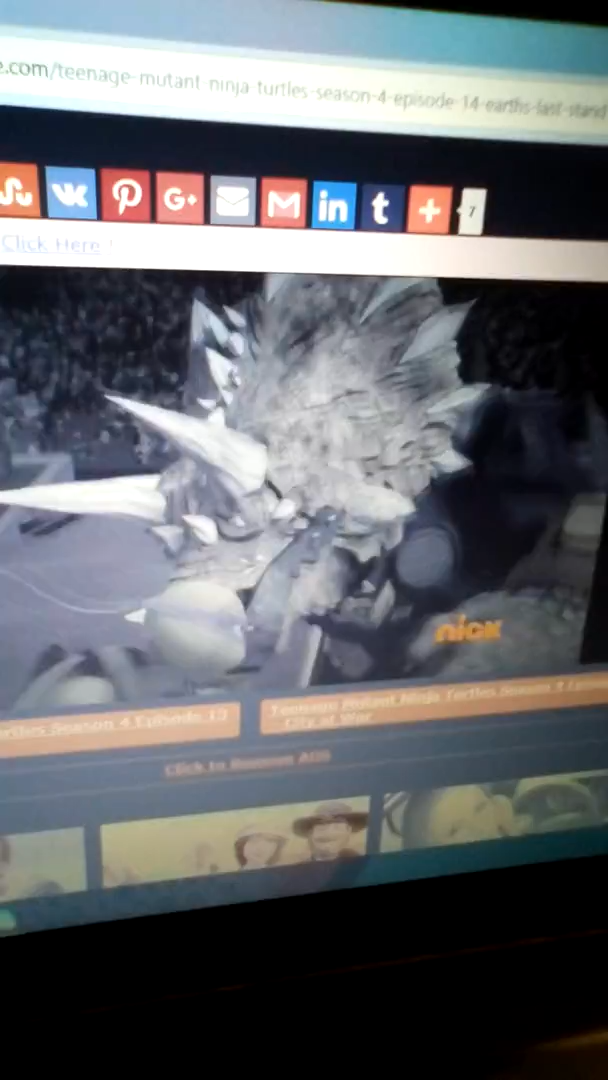 e.com/teenage-mutant-ninja-turtles-season-4-episode-14-earths-last-stand
7
Click Here !
nick
rtles Season 4 Episode 13
Teenage Mutant Ninja Turtles Season
City at War
Click to Remove ADS